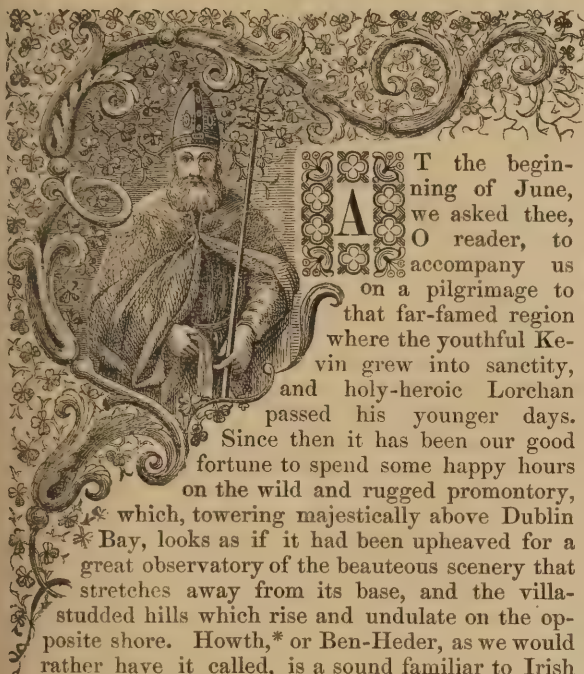 AT the begin-
ning of June,
we asked thee,
O reader, to
accompany us
on a pilgrimage to
that far-famed region
where the youthful Ke-
vin grew into sanctity,
and holy-heroic Lorchan
passed his younger days.
Since then it has been our good
fortune to spend some happy hours
on the wild and rugged promontory,
which, towering majestically above Dublin
Bay, looks as if it had been upheaved for a
great observatory of the beauteous scenery that
stretches away from its base, and the villa-
studded hills which rise and undulate on the op-
posite shore. Howth,* or Ben-Heder, as we would
rather have it called, is a sound familiar to Irish